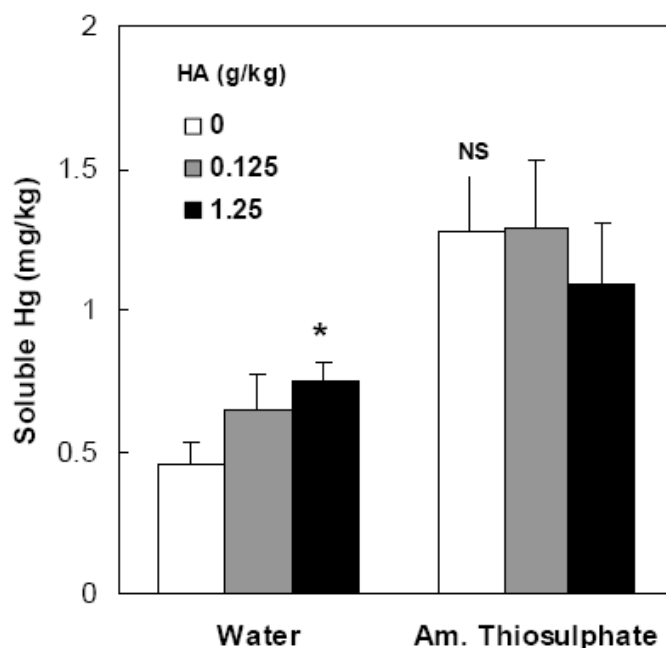 2
HA (g/kg)
0
0.125
1.25
NS
1.5
1
*
0.5
0
Soluble Hg (mg/kg)
Water
Am. Thiosulphate